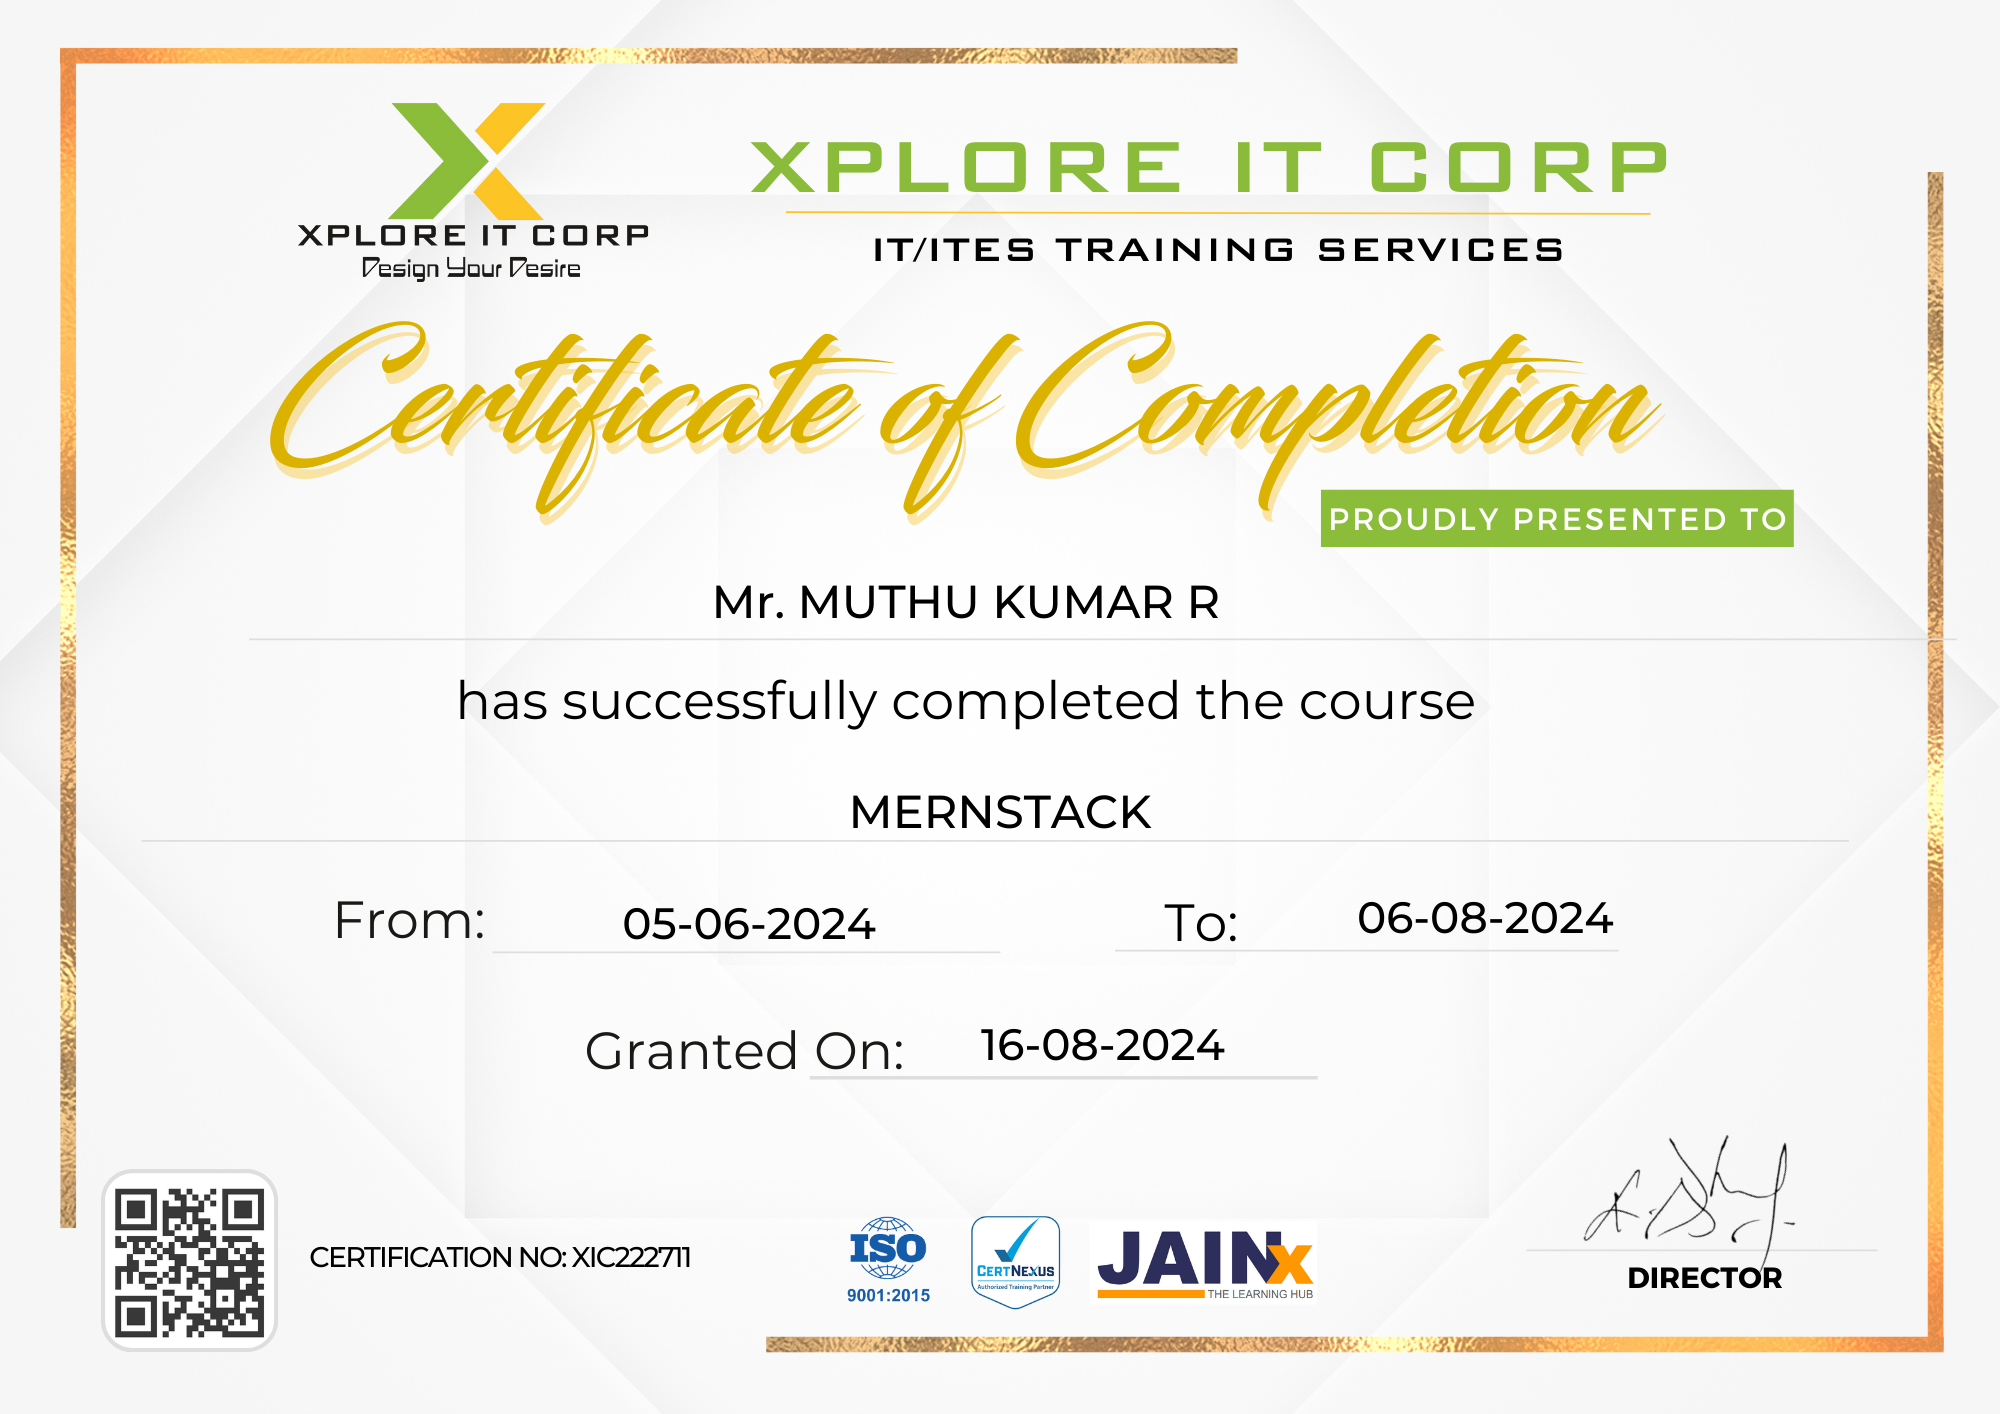 XPLORE IT CORP
Design Your Desire
XPLORE IT CORP
IT/ITES TRAINING SERVICES
Certificate of Completion
PROUDLY PRESENTED TO
Mr. MUTHU KUMAR R
has successfully completed the course
MERNSTACK
From: 05-06-2024 To: 06-08-2024
Granted On: 16-08-2024
CERTIFICATION NO: XIC222711
ISO
9001:2015
CERTNEXUS
Authorized Training Partner
JAINx
THE LEARNING HUB
DIRECTOR